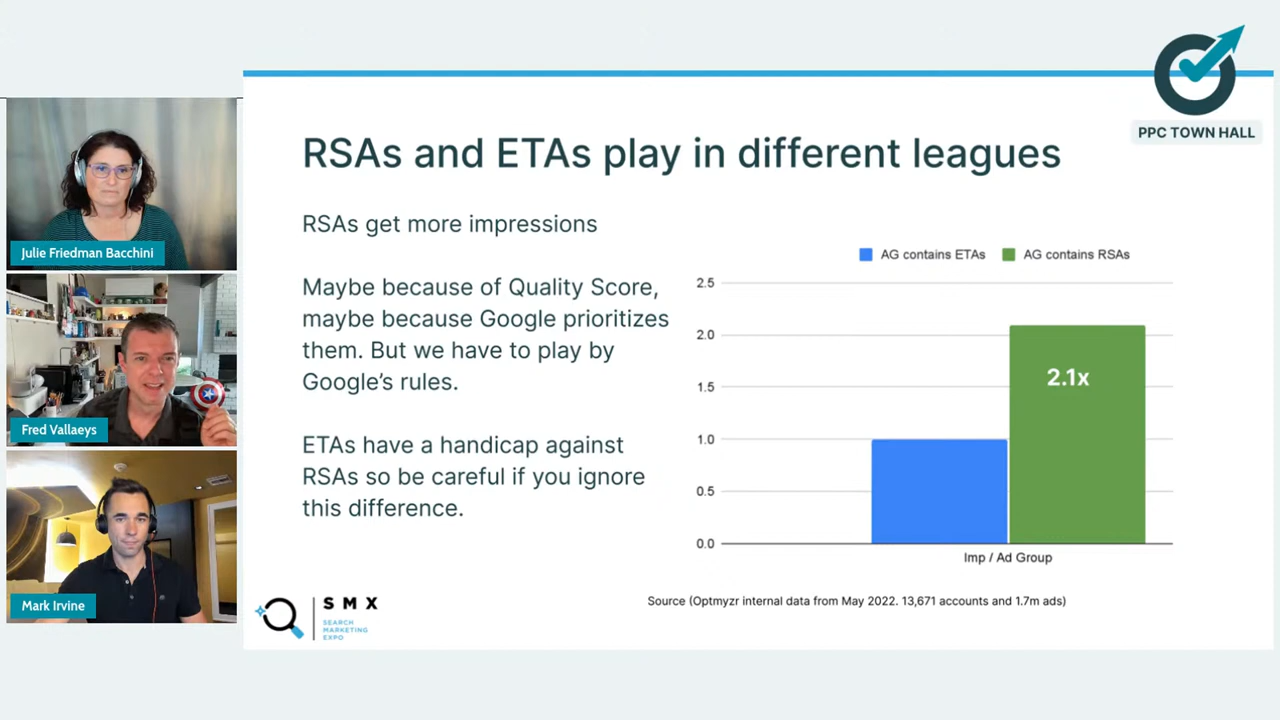 PPC TOWN HALL
RSAs and ETAs play in different leagues
RSAs get more impressions
Maybe because of Quality Score,
maybe because Google prioritizes
them. But we have to play by
Google's rules.
ETAs have a handicap against
RSAs so be careful if you ignore
this difference.
AG contains ETAs
AG contains RSAs
2.5
2.0
1.5
1.0
0.5
0.0
2.1x
Imp / Ad Group
Source (Optmyzr internal data from May 2022. 13,671 accounts and 1.7m ads)
SMX
SEARCH
MARKETING
EXPO
Julie Friedman Bacchini
Fred Vallaeys
Mark Irvine